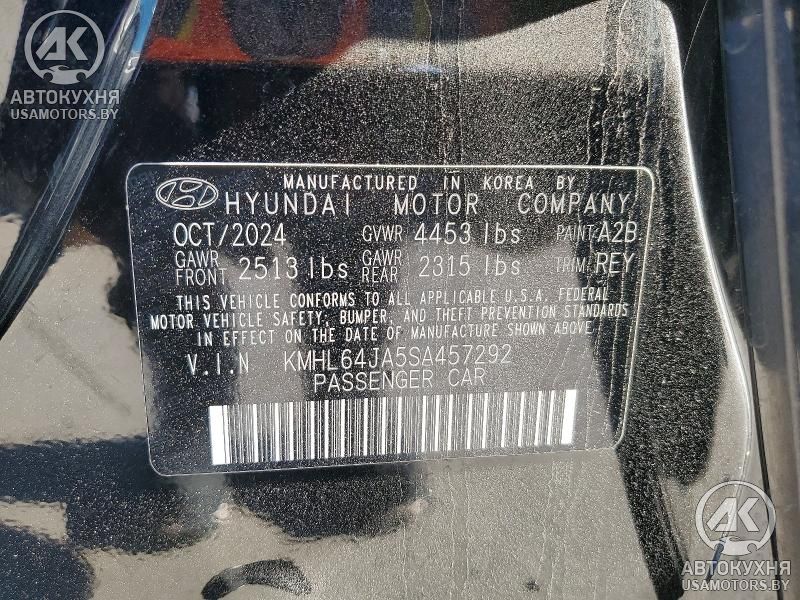 AK
АВТОКУХНЯ
USAMOTORS.BY
MANUFACTURED IN KOREA BY
HYUNDAI MOTOR COMPANY
OCT/2024 GVWR 4453 lbs PAINT: A2B
GAWR FRONT 2513 lbs GAWR REAR 2315 lbs TRIM: REY
THIS VEHICLE CONFORMS TO ALL APPLICABLE U.S.A. FEDERAL
MOTOR VEHICLE SAFETY, BUMPER, AND THEFT PREVENTION STANDARDS
IN EFFECT ON THE DATE OF MANUFACTURE SHOWN ABOVE.
V.I.N KMHL64JA5SA457292
PASSENGER CAR
AK
АВТОКУХНЯ
USAMOTORS.BY